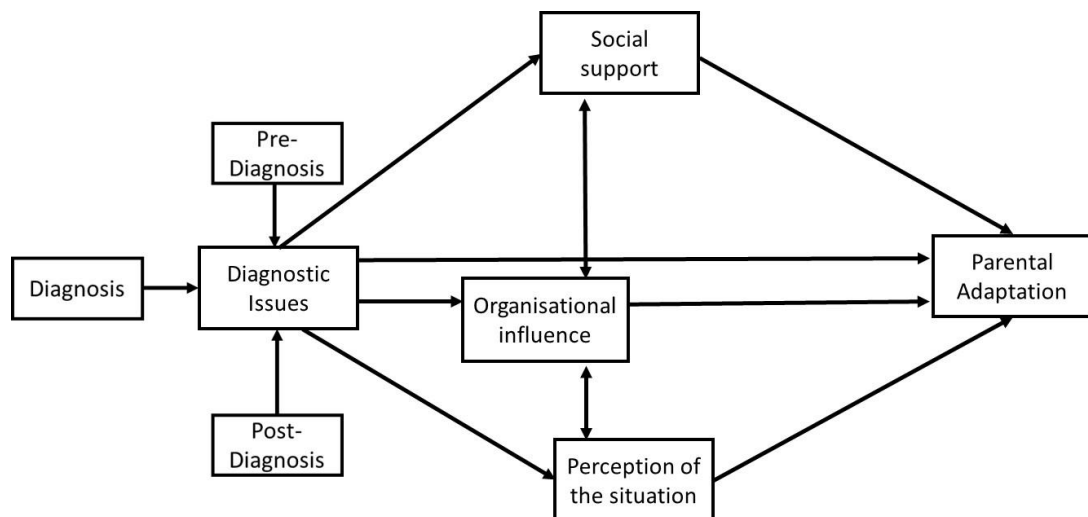 Social
support
Pre-
Diagnosis
Diagnosis
Diagnostic
Issues
Organisational
influence
Parental
Adaptation
Post-
Diagnosis
Perception of
the situation